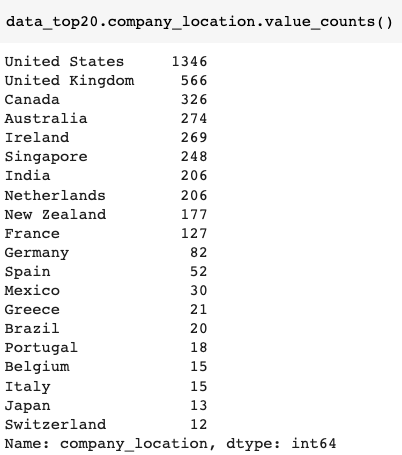 data_top20.company_location.value_counts()
United States 1346
United Kingdom 566
Canada 326
Australia 274
Ireland 269
Singapore 248
India 206
Netherlands 206
New Zealand 177
France 127
Germany 82
Spain 52
Mexico 30
Greece 21
Brazil 20
Portugal 18
Belgium 15
Italy 15
Japan 13
Switzerland 12
Name: company_location, dtype: int64